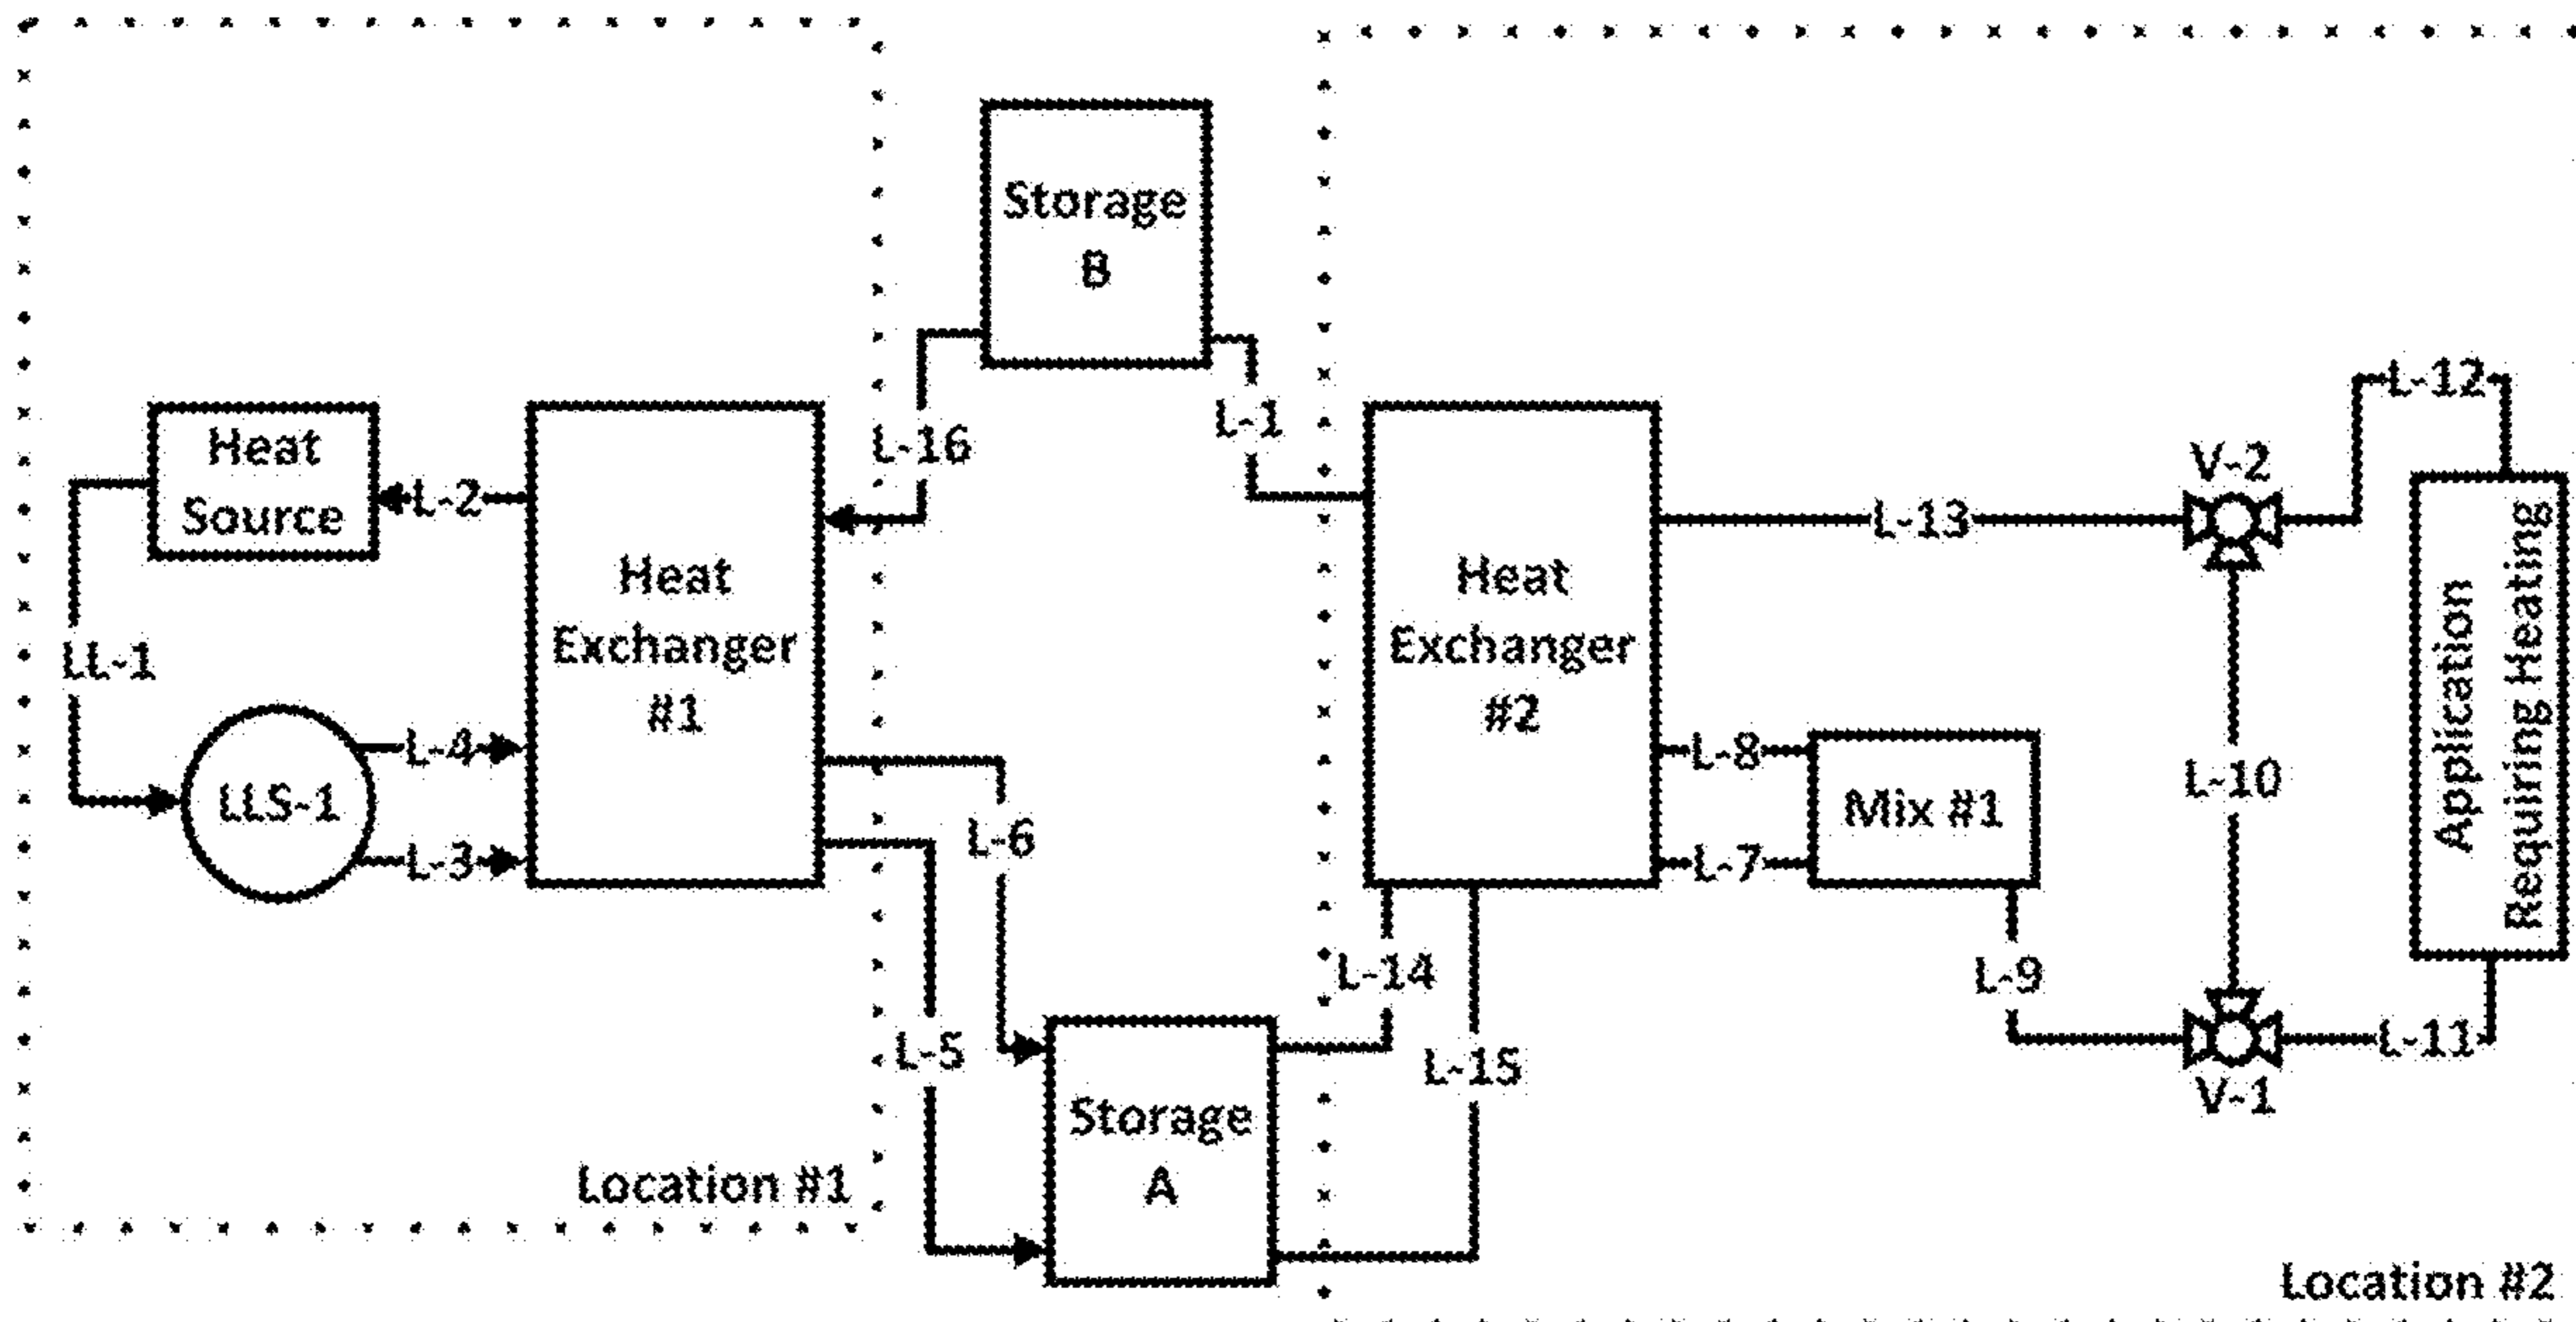 Storage
B
L-12
L-1
Heat
Source
L-16
V-2
L-2
L-13
Heat
Exchanger
#1
Heat
Exchanger
#2
Application
Requiring Heating
LL-1
L-4
LLS-1
L-3
L-6
L-8
Mix #1
L-7
L-10
L-14
L-9
L-5
L-15
L-11
V-1
Storage
A
Location #1
Location #2